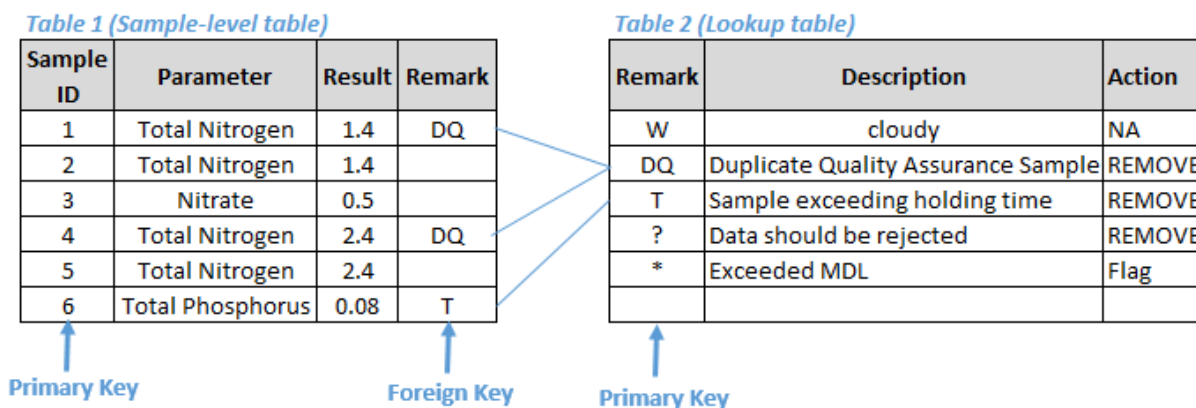 Table 1 (Sample-level table)
Sample ID Parameter Result Remark
1 Total Nitrogen 1.4 DQ
2 Total Nitrogen 1.4
3 Nitrate 0.5
4 Total Nitrogen 2.4 DQ
5 Total Nitrogen 2.4
6 Total Phosphorus 0.08 T
Primary Key Foreign Key
Table 2 (Lookup table)
Remark Description Action
W cloudy NA
DQ Duplicate Quality Assurance Sample REMOVE
T Sample exceeding holding time REMOVE
? Data should be rejected REMOVE
* Exceeded MDL Flag
Primary Key